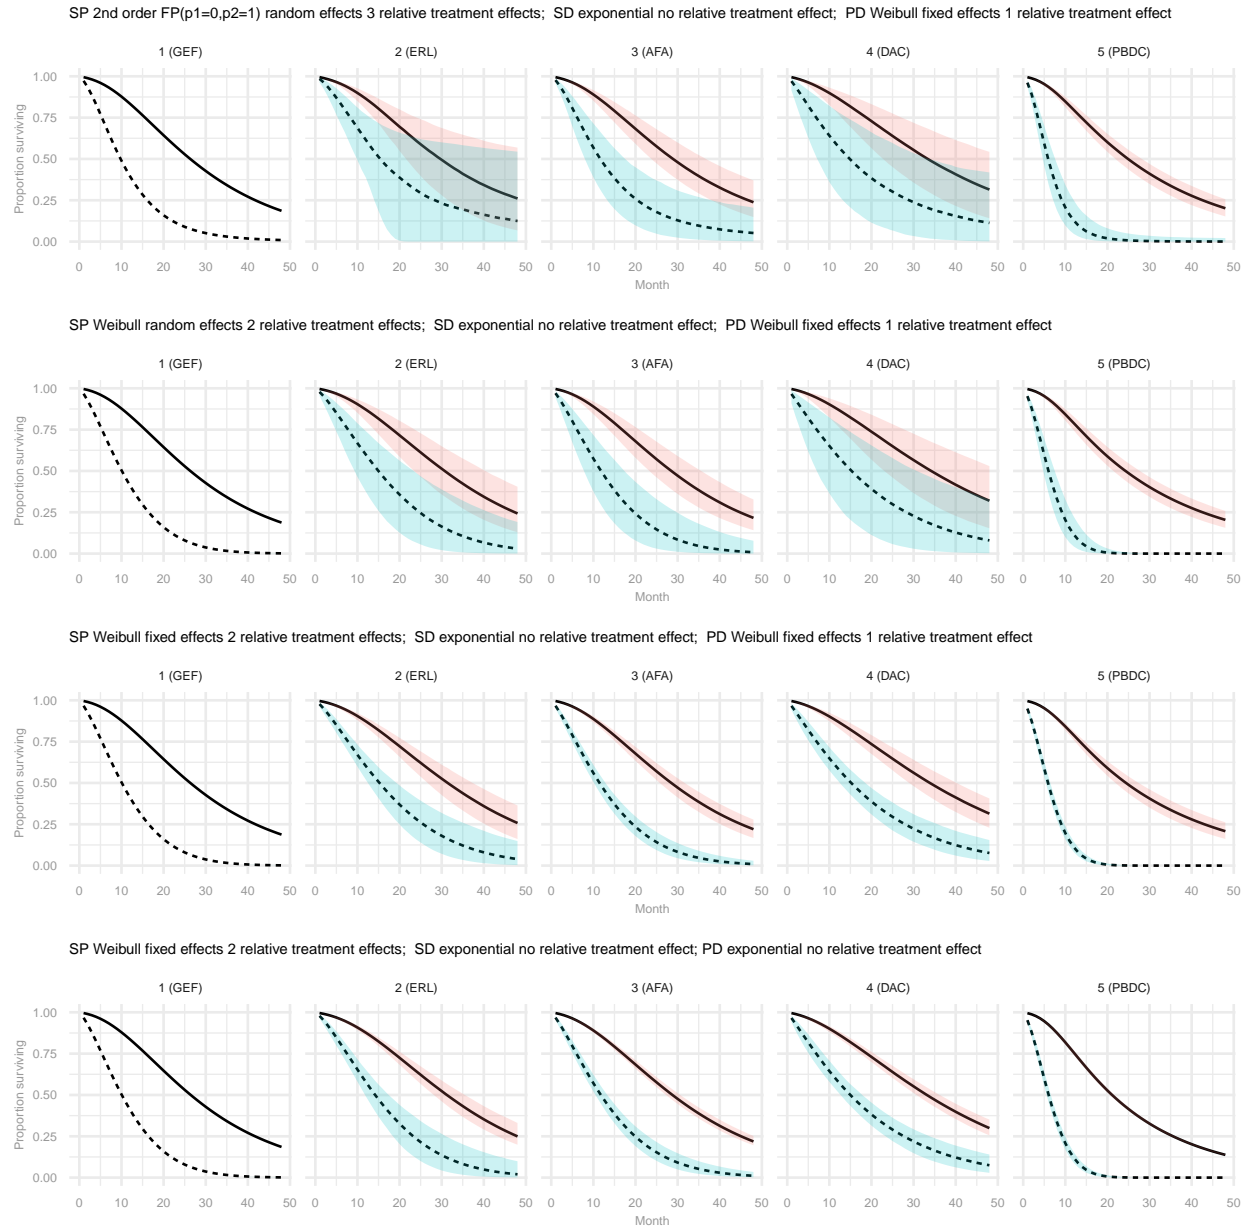 SP 2nd order FP(p1=0,p2=1) random effects 3 relative treatment effects;  SD exponential no relative treatment effect;  PD Weibull fixed effects 1 relative treatment effect
1 (GEF) 2 (ERL) 3 (AFA) 4 (DAC) 5 (PBDC)
Proportion surviving
1.00
0.75
0.50
0.25
0.00
0 10 20 30 40 50 0 10 20 30 40 50 0 10 20 30 40 50 0 10 20 30 40 50 0 10 20 30 40 50
Month
SP Weibull random effects 2 relative treatment effects;  SD exponential no relative treatment effect;  PD Weibull fixed effects 1 relative treatment effect
1 (GEF) 2 (ERL) 3 (AFA) 4 (DAC) 5 (PBDC)
Proportion surviving
1.00
0.75
0.50
0.25
0.00
0 10 20 30 40 50 0 10 20 30 40 50 0 10 20 30 40 50 0 10 20 30 40 50 0 10 20 30 40 50
Month
SP Weibull fixed effects 2 relative treatment effects;  SD exponential no relative treatment effect;  PD Weibull fixed effects 1 relative treatment effect
1 (GEF) 2 (ERL) 3 (AFA) 4 (DAC) 5 (PBDC)
Proportion surviving
1.00
0.75
0.50
0.25
0.00
0 10 20 30 40 50 0 10 20 30 40 50 0 10 20 30 40 50 0 10 20 30 40 50 0 10 20 30 40 50
Month
SP Weibull fixed effects 2 relative treatment effects;  SD exponential no relative treatment effect; PD exponential no relative treatment effect
1 (GEF) 2 (ERL) 3 (AFA) 4 (DAC) 5 (PBDC)
Proportion surviving
1.00
0.75
0.50
0.25
0.00
0 10 20 30 40 50 0 10 20 30 40 50 0 10 20 30 40 50 0 10 20 30 40 50 0 10 20 30 40 50
Month